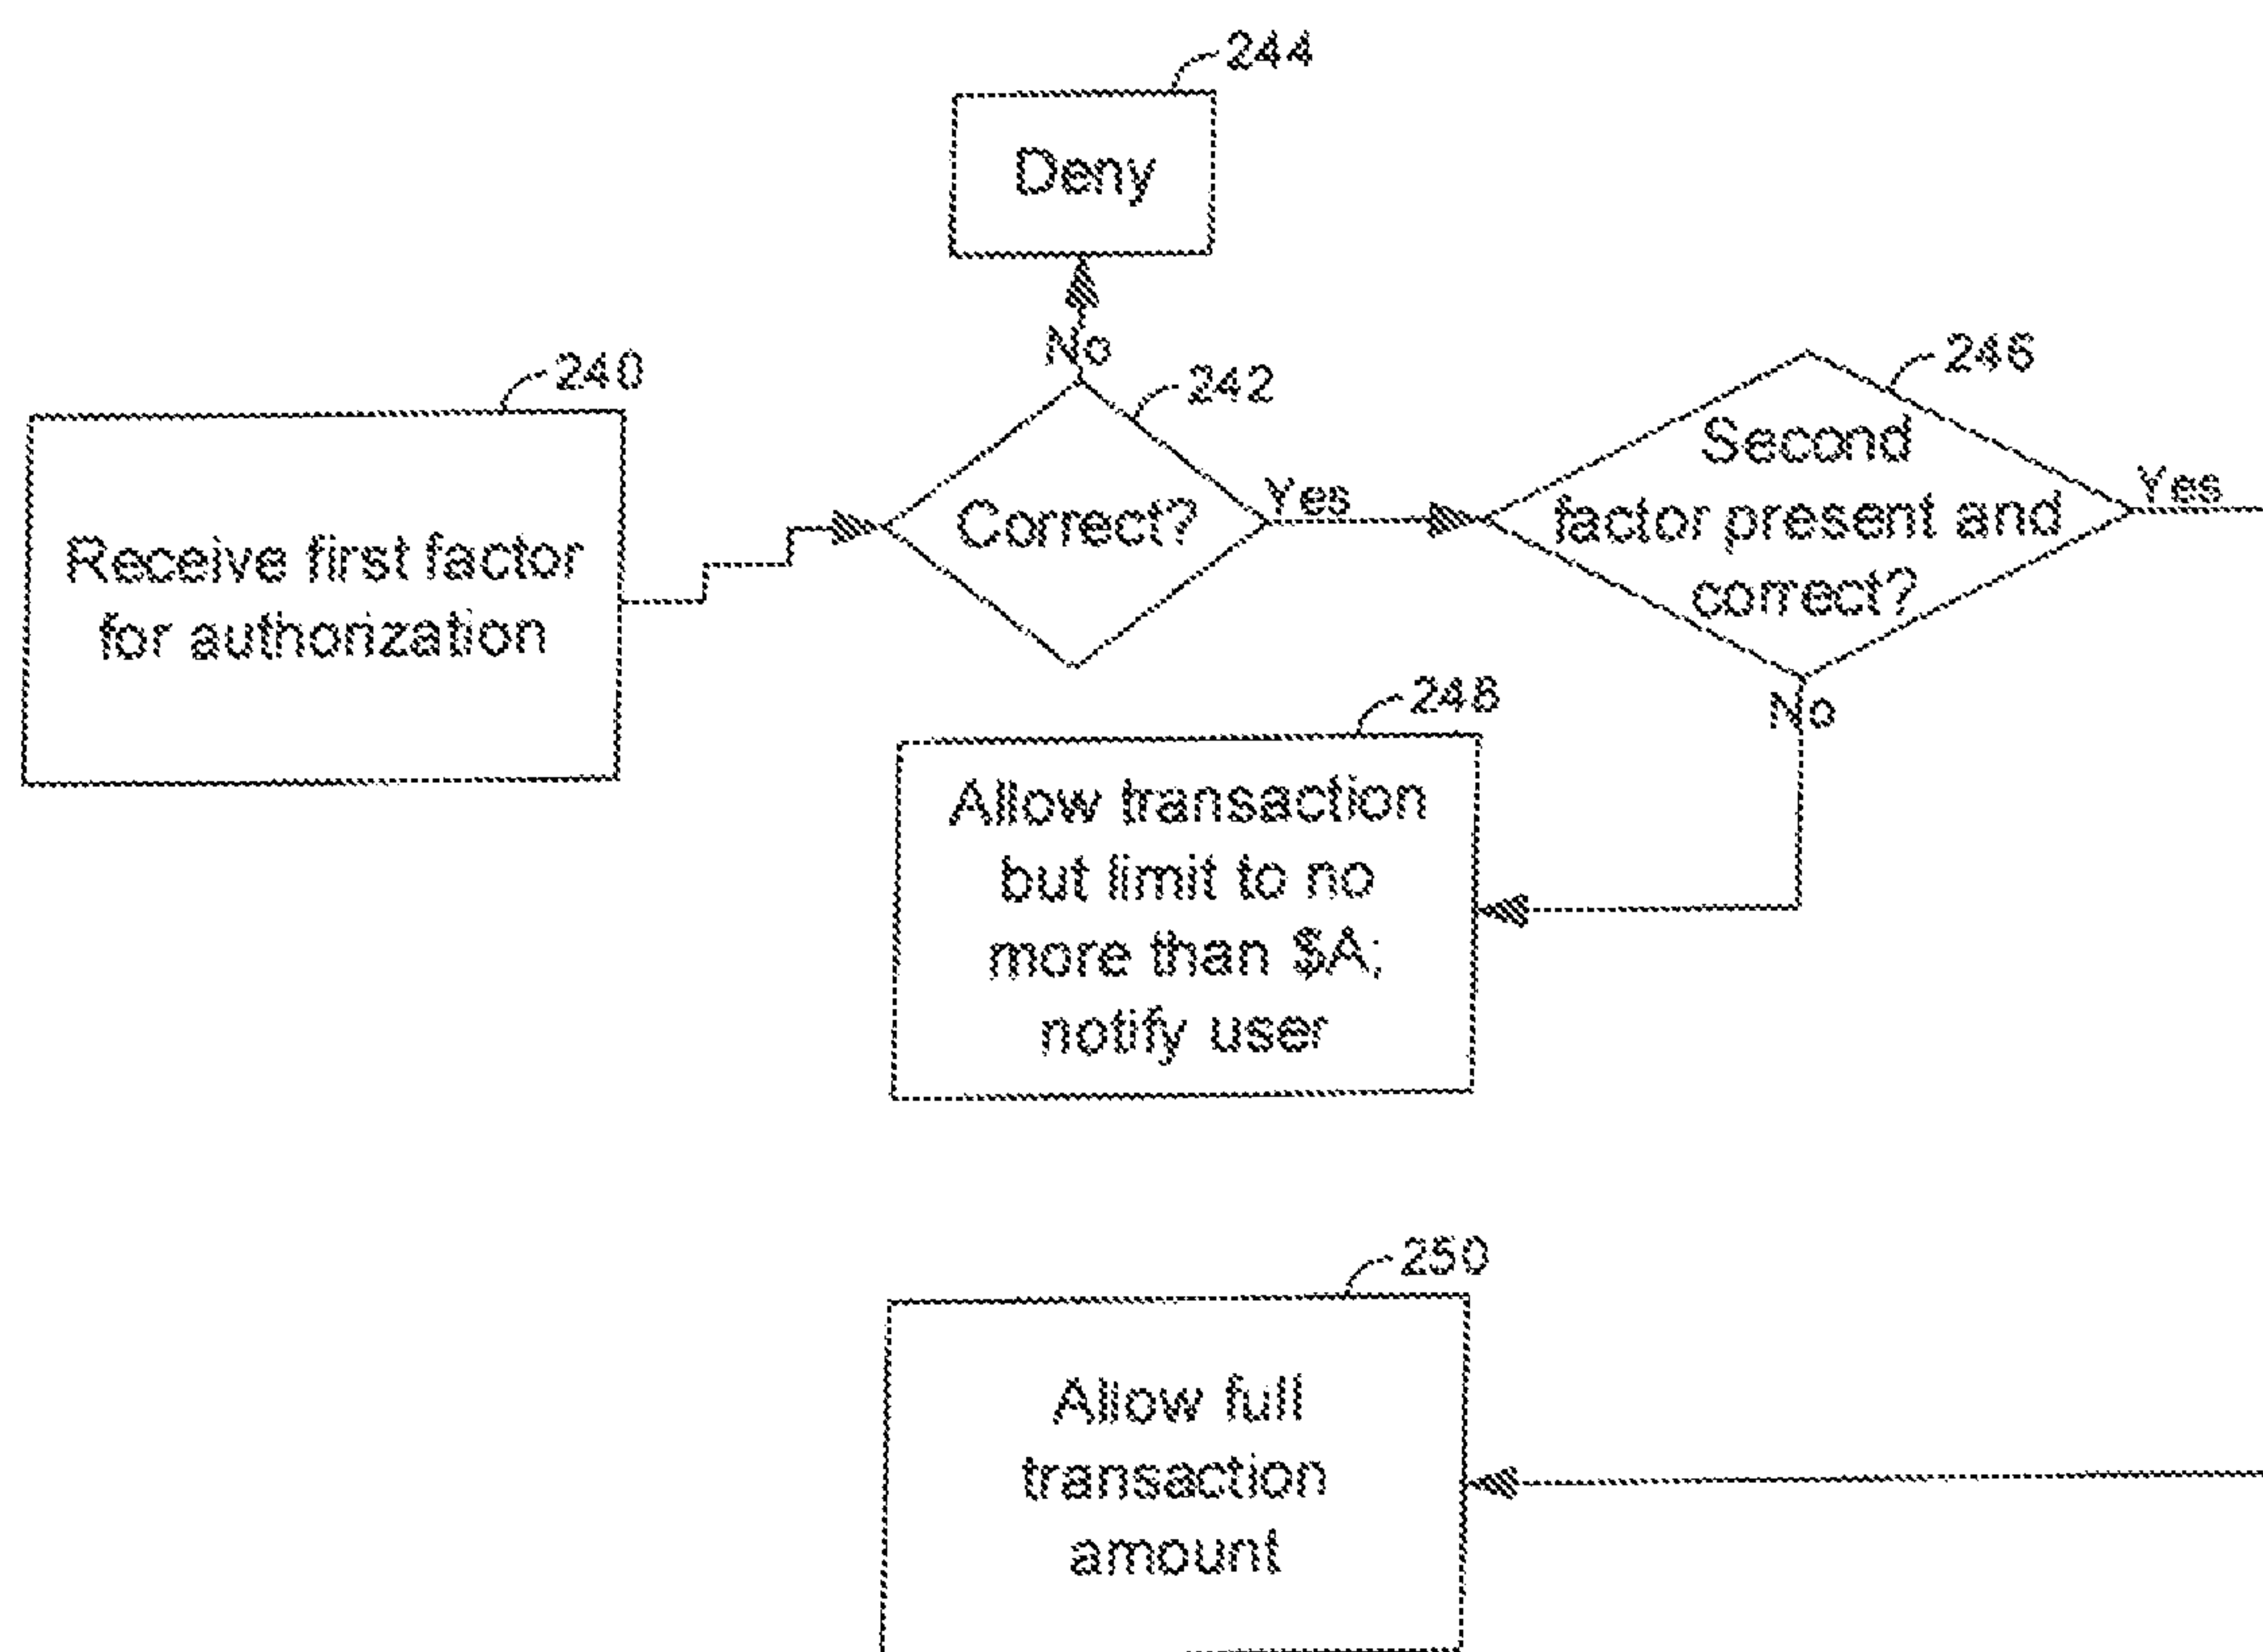 244
Deny
No
240
242
246
Receive first factor
for authorization
Correct?
Yes
Second
factor present and
correct?
Yes
No
248
Allow transaction
but limit to no
more than $A;
notify user
250
Allow full
transaction
amount